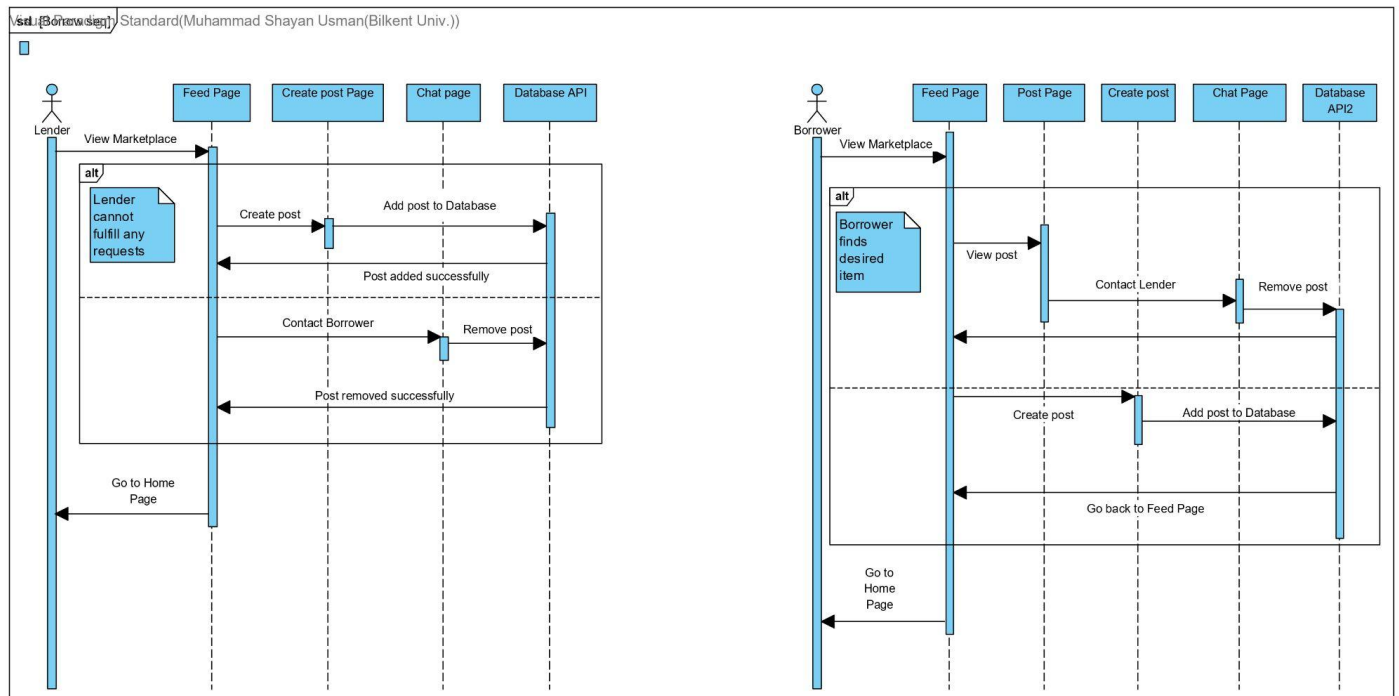 Visual Paradigm Standard(Muhammad Shayan Usman(Bilkent Univ.))
Lender
Feed Page
Create post Page
Chat page
Database API
View Marketplace
alt
Lender
cannot
fulfill any
requests
Create post
Add post to Database
Post added successfully
Contact Borrower
Remove post
Post removed successfully
Go to Home
Page
Borrower
Feed Page
Post Page
Create post
Chat Page
Database
API2
View Marketplace
alt
Borrower
finds
desired
item
View post
Contact Lender
Remove post
Create post
Add post to Database
Go back to Feed Page
Go to
Home
Page